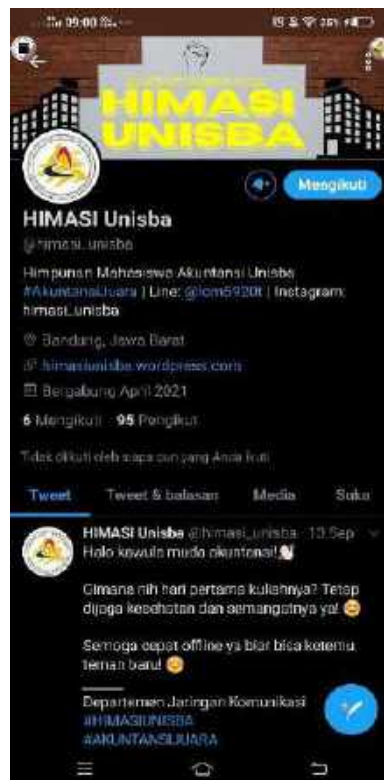 09:00
HIMASI
UNISBA
Mengikuti
HIMASI Unisba
@himasi_unisba
Himpunan Mahasiswa Akuntansi Unisba
#AkuntansiJuara | Line: | Instagram:
himasi_unisba
Bandung, Jawa Barat
himasiunisba.wordpress.com
Bergabung April 2021
6 Mengikuti 95 Pengikut
Tidak diikuti oleh siapa pun yang Anda ikuti
Tweet Tweet & balasan Media Suka
HIMASI Unisba @himasi_unisba · 13 Sep
Halo kawula muda akuntansi!👋🏻
Gimana nih hari pertama kuliahnya? Tetap
dijaga kesehatan dan semangatnya ya! 😊
Semoga cepat offline ya biar bisa ketemu
teman baru! 😊
Departemen Jaringan Komunikasi
#HIMASIUNISBA
#AKUNTANSIJUARA